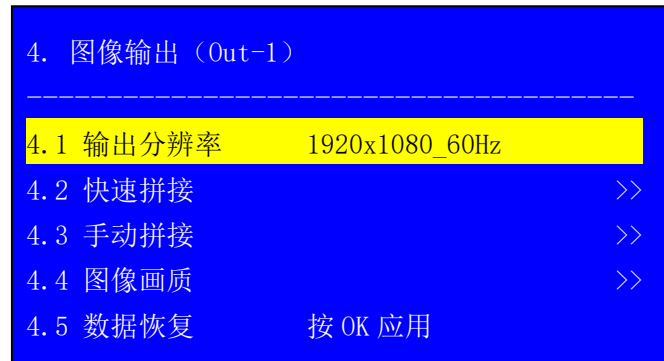 4. 图像输出（Out-1）
--------------------------------------
4.1 输出分辨率 1920x1080_60Hz
4.2 快速拼接 >>
4.3 手动拼接 >>
4.4 图像画质 >>
4.5 数据恢复 按 OK 应用